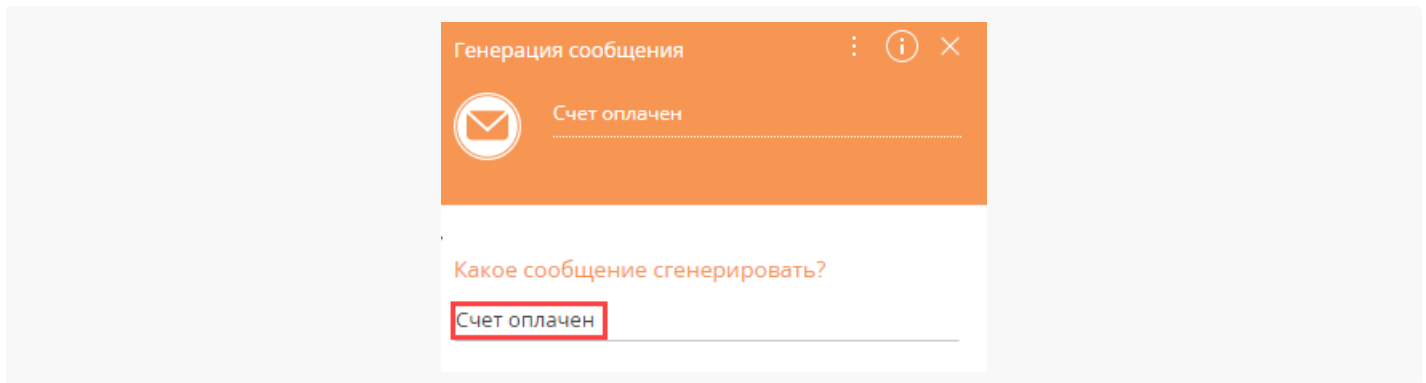 Генерация сообщения
Счет оплачен
Какое сообщение сгенерировать?
Счет оплачен